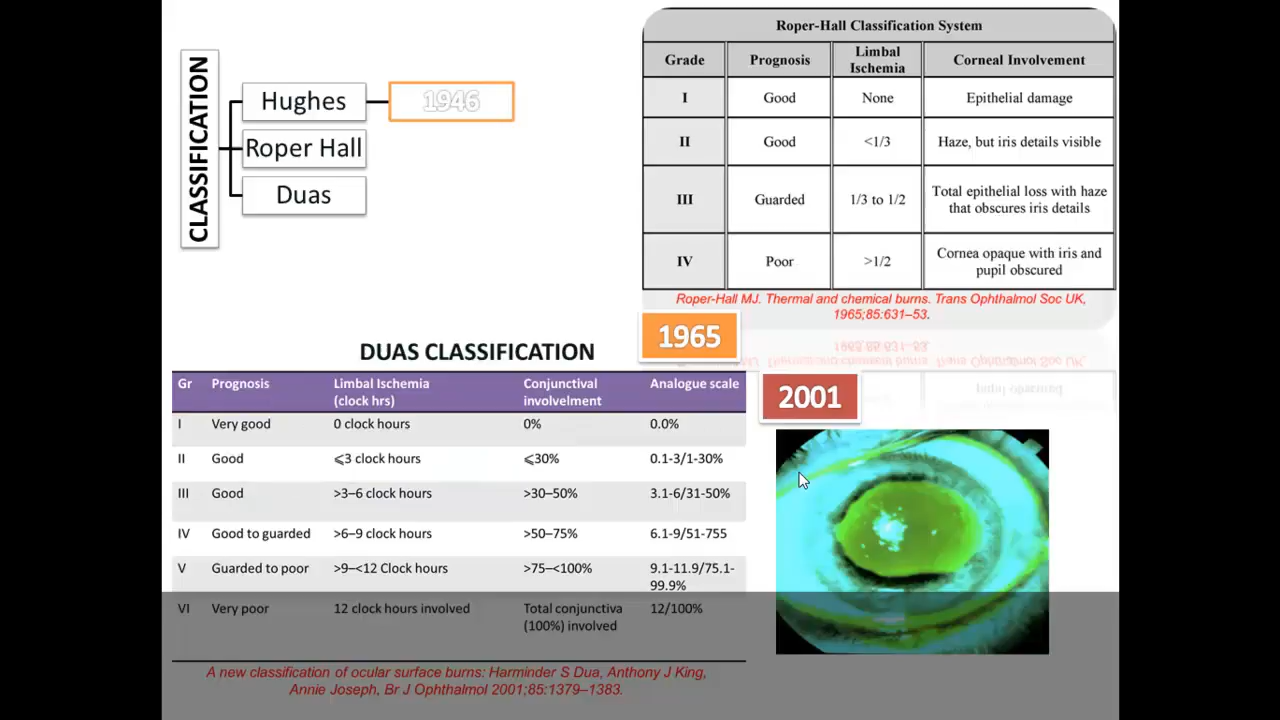 CLASSIFICATION
Hughes
1946
Roper Hall
Duas
Roper-Hall Classification System
Grade Prognosis Limbal Ischemia Corneal Involvement
I Good None Epithelial damage
II Good <1/3 Haze, but iris details visible
III Guarded 1/3 to 1/2 Total epithelial loss with haze that obscures iris details
IV Poor >1/2 Cornea opaque with iris and pupil obscured
Roper-Hall MJ. Thermal and chemical burns. Trans Ophthalmol Soc UK,
1965;85:631–53.
1965
2001
DUAS CLASSIFICATION
Gr Prognosis Limbal Ischemia (clock hrs) Conjunctival involvelment Analogue scale
I Very good 0 clock hours 0% 0.0%
II Good ⩽3 clock hours ⩽30% 0.1-3/1-30%
III Good >3–6 clock hours >30–50% 3.1-6/31-50%
IV Good to guarded >6–9 clock hours >50–75% 6.1-9/51-755
V Guarded to poor >9–<12 Clock hours >75–<100% 9.1-11.9/75.1-99.9%
VI Very poor 12 clock hours involved Total conjunctiva (100%) involved 12/100%
A new classification of ocular surface burns: Harminder S Dua, Anthony J King,
Annie Joseph, Br J Ophthalmol 2001;85:1379–1383.